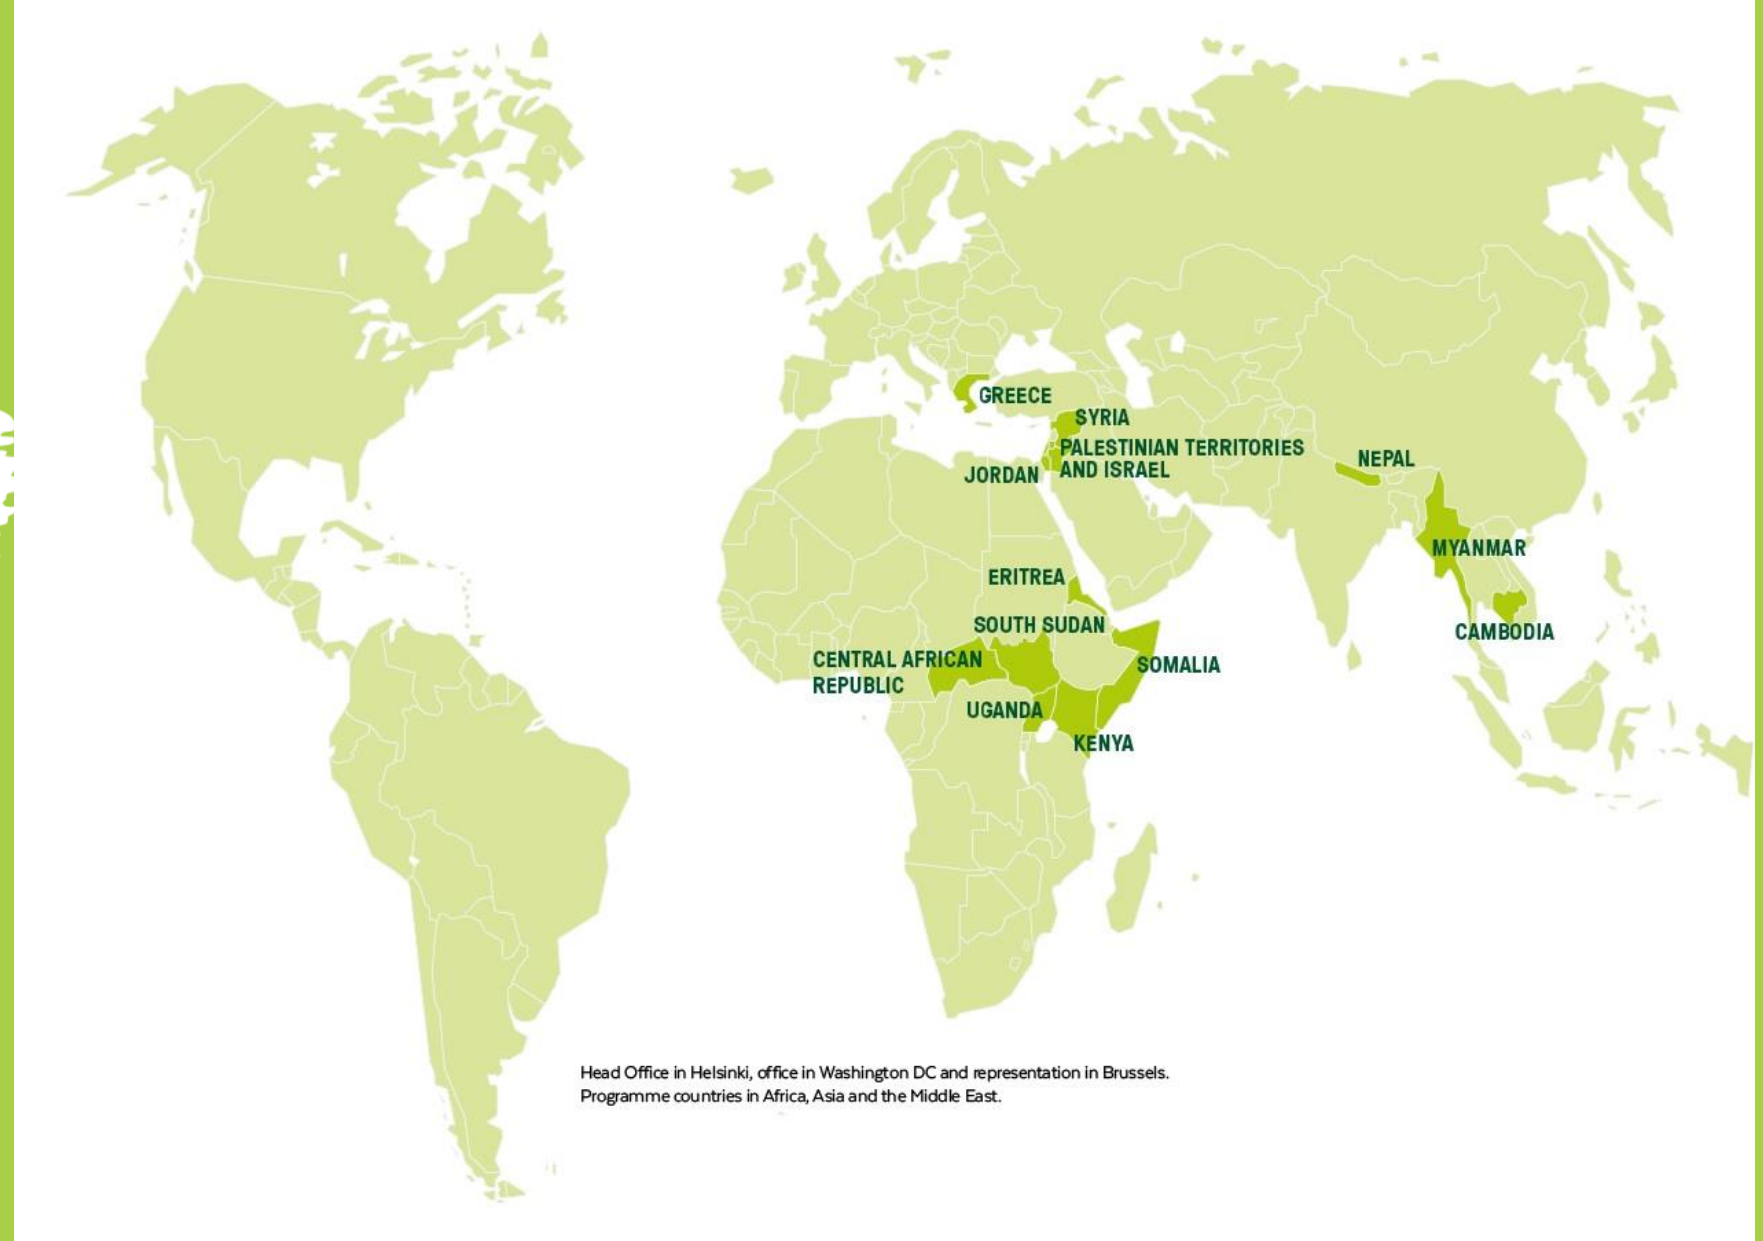 GREECE
SYRIA
PALESTINIAN TERRITORIES
AND ISRAEL
JORDAN
NEPAL
MYANMAR
CAMBODIA
ERITREA
SOUTH SUDAN
CENTRAL AFRICAN
REPUBLIC
SOMALIA
UGANDA
KENYA
Head Office in Helsinki, office in Washington DC and representation in Brussels.
Programme countries in Africa, Asia and the Middle East.